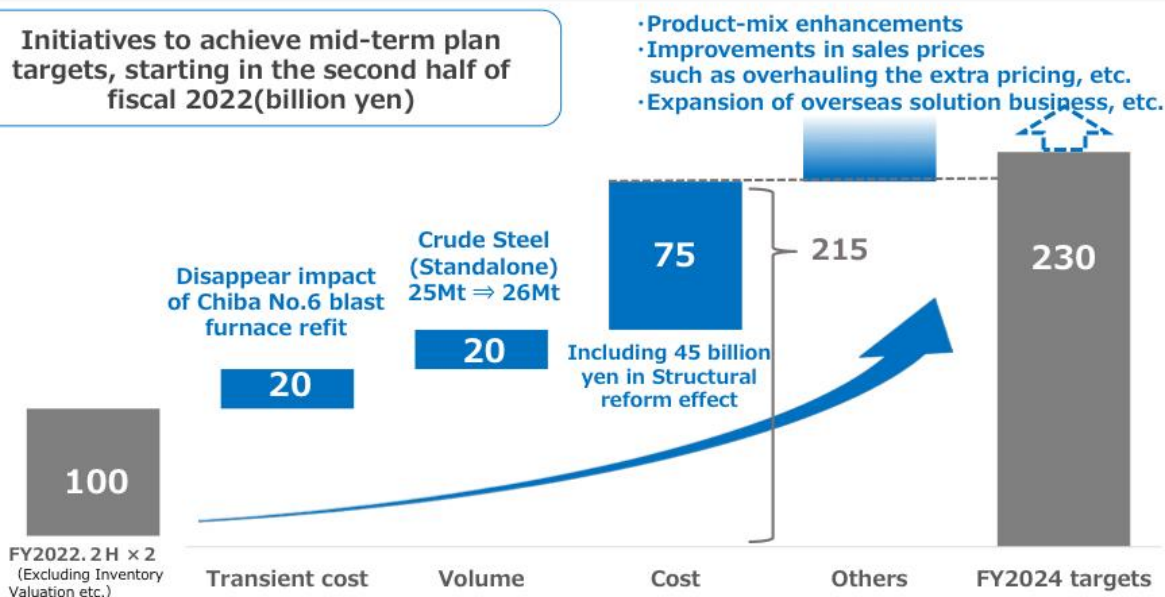 Initiatives to achieve mid-term plan
targets, starting in the second half of
fiscal 2022(billion yen)
・Product-mix enhancements
・Improvements in sales prices
such as overhauling the extra pricing, etc.
・Expansion of overseas solution business, etc.
Disappear impact
of Chiba No.6 blast
furnace refit
Crude Steel
(Standalone)
25Mt ⇒ 26Mt
100
20
20
75
215
230
Including 45 billion
yen in Structural
reform effect
FY2022.2H × 2
(Excluding Inventory
Valuation etc.)
Transient cost
Volume
Cost
Others
FY2024 targets